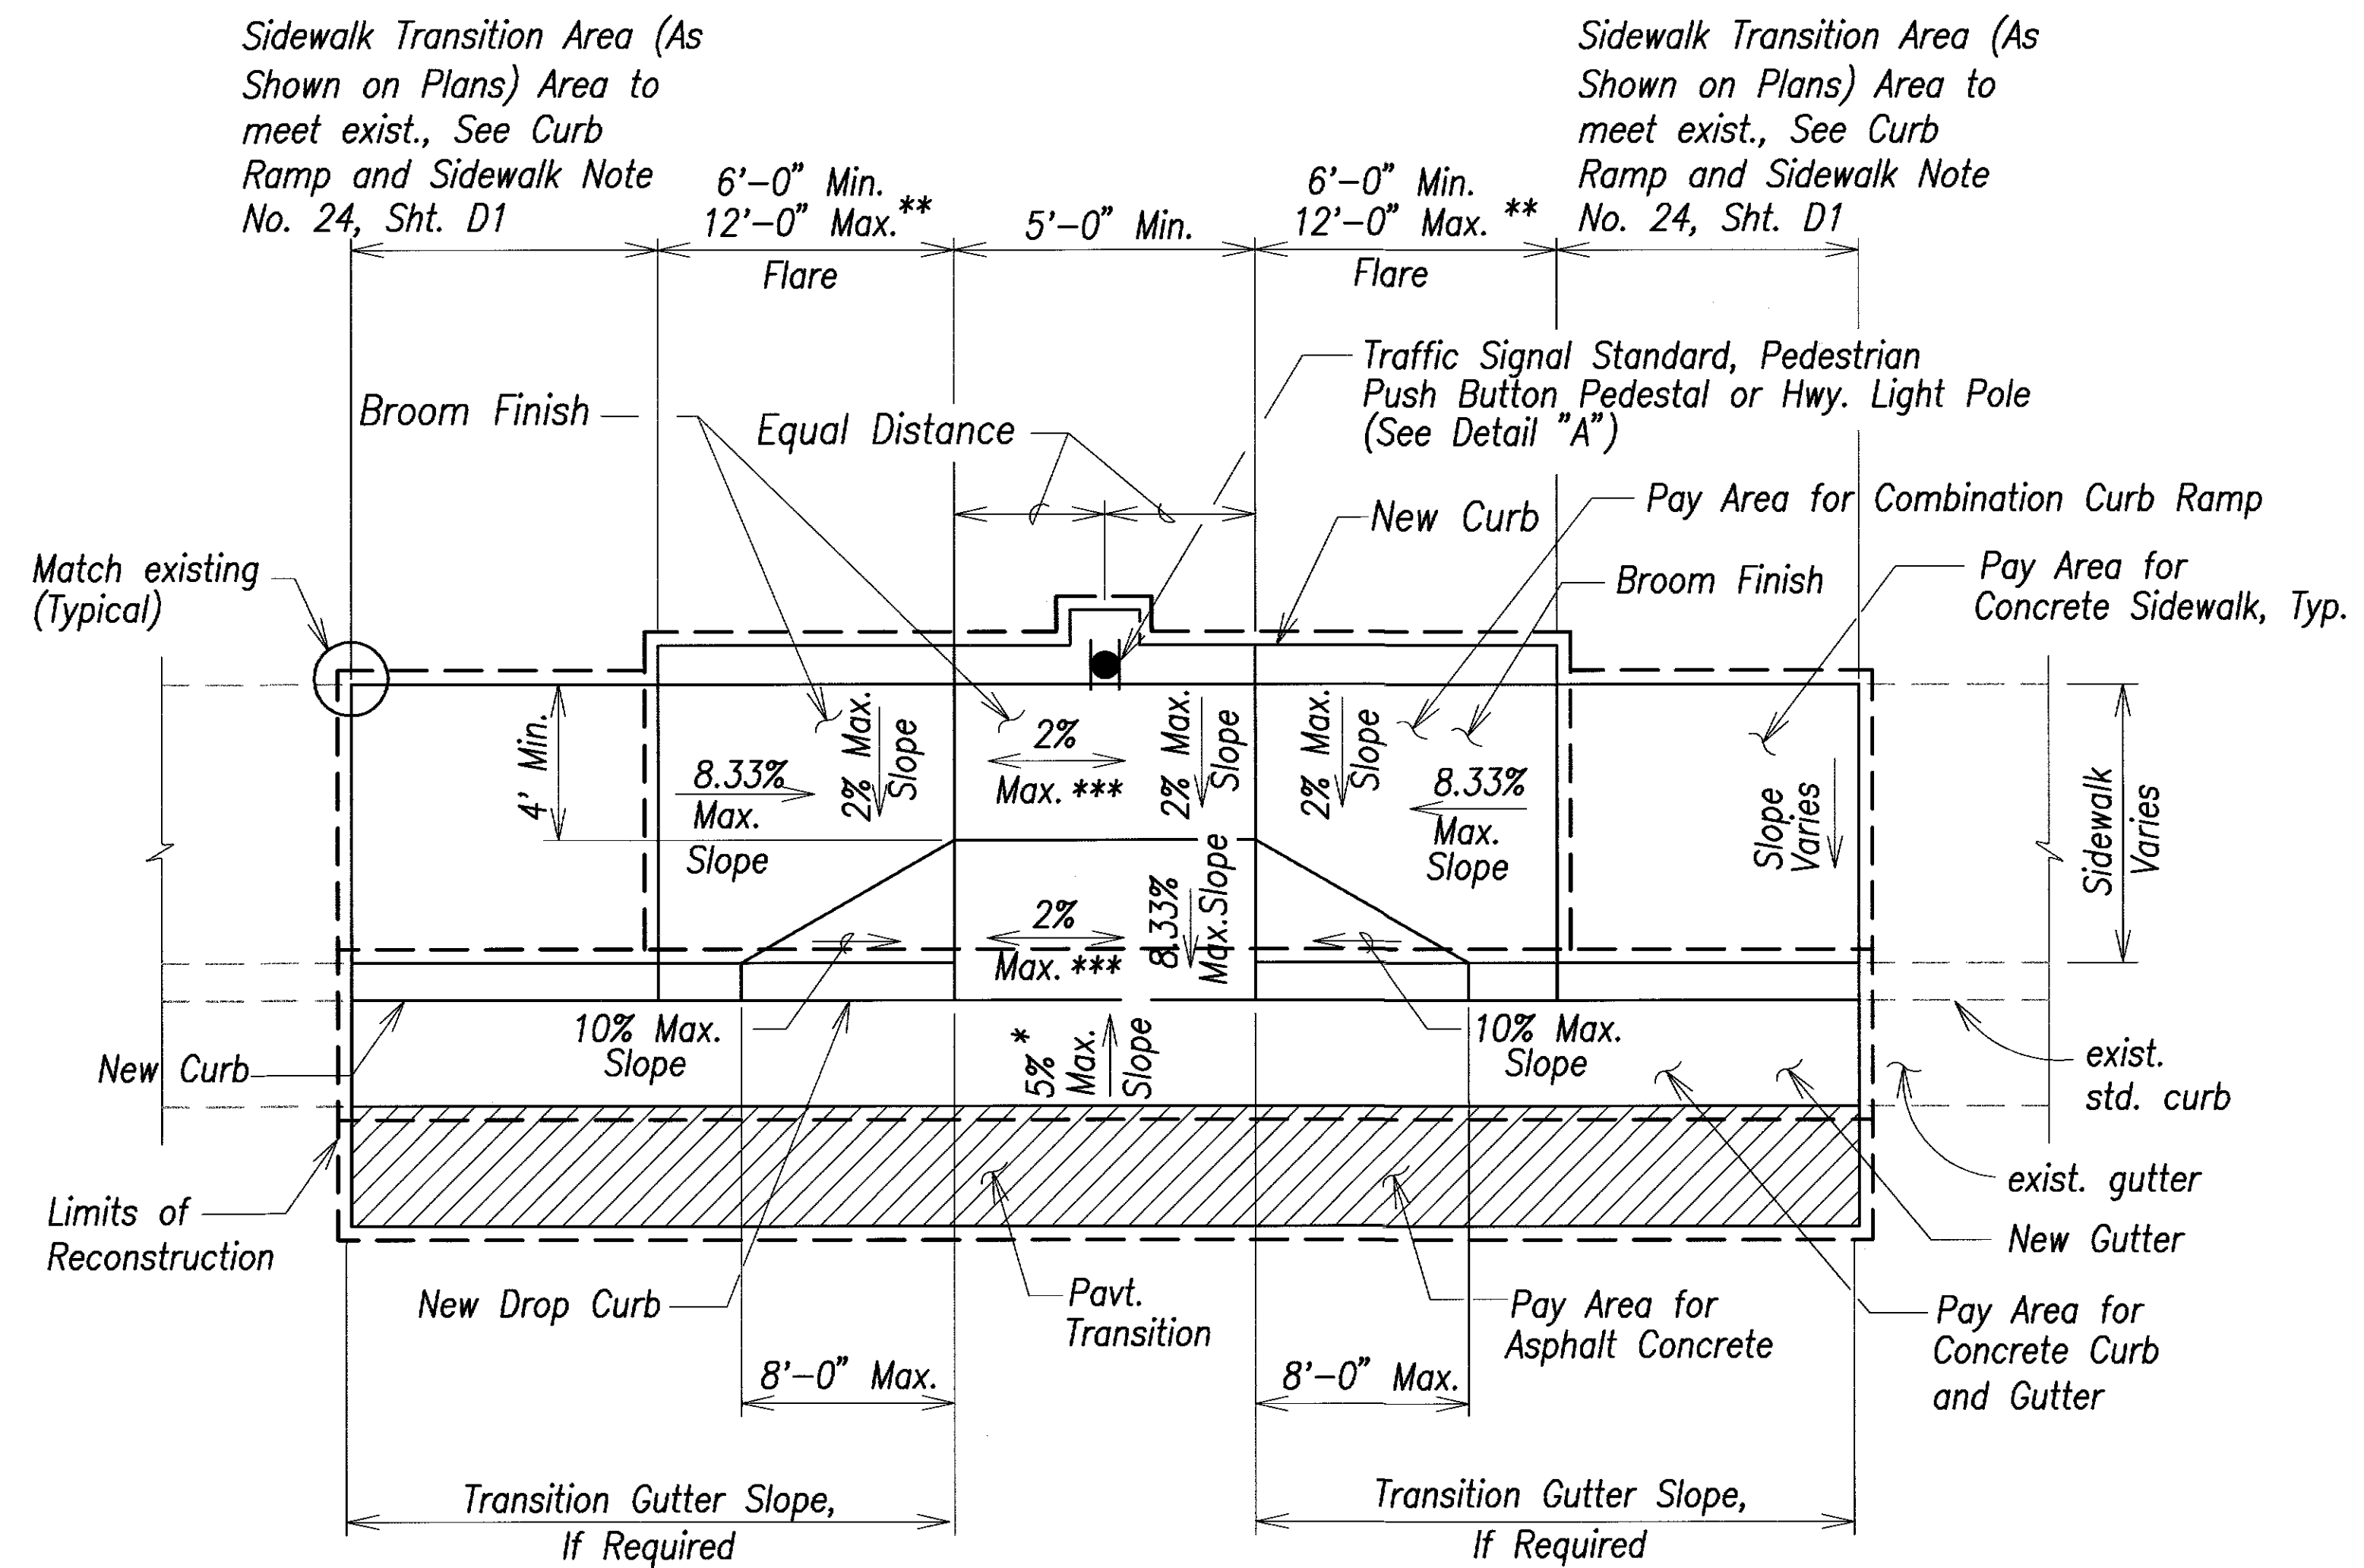 Sidewalk Transition Area (As
Shown on Plans) Area to
meet exist., See Curb
Ramp and Sidewalk Note
No. 24, Sht. D1
6'-0" Min.
12'-0" Max.**
Flare
5'-0" Min.
6'-0" Min.
12'-0" Max. **
Flare
Sidewalk Transition Area (As
Shown on Plans) Area to
meet exist., See Curb
Ramp and Sidewalk Note
No. 24, Sht. D1
Traffic Signal Standard, Pedestrian
Push Button Pedestal or Hwy. Light Pole
(See Detail "A")
Broom Finish
Equal Distance
New Curb
Pay Area for Combination Curb Ramp
Broom Finish
Pay Area for
Concrete Sidewalk, Typ.
Match existing
(Typical)
4' Min.
8.33%
Max.
Slope
2% Max.
Slope
2%
Max. ***
2% Max.
Slope
2% Max.
Slope
8.33%
Max.
Slope
Slope
Varies
Sidewalk
Varies
2%
Max. ***
8.33%
Max. Slope
10% Max.
Slope
5% *
Max.
Slope
10% Max.
Slope
New Curb
exist.
std. curb
exist. gutter
New Gutter
Limits of
Reconstruction
New Drop Curb
Pavt.
Transition
Pay Area for
Asphalt Concrete
Pay Area for
Concrete Curb
and Gutter
8'-0" Max.
8'-0" Max.
Transition Gutter Slope,
If Required
Transition Gutter Slope,
If Required